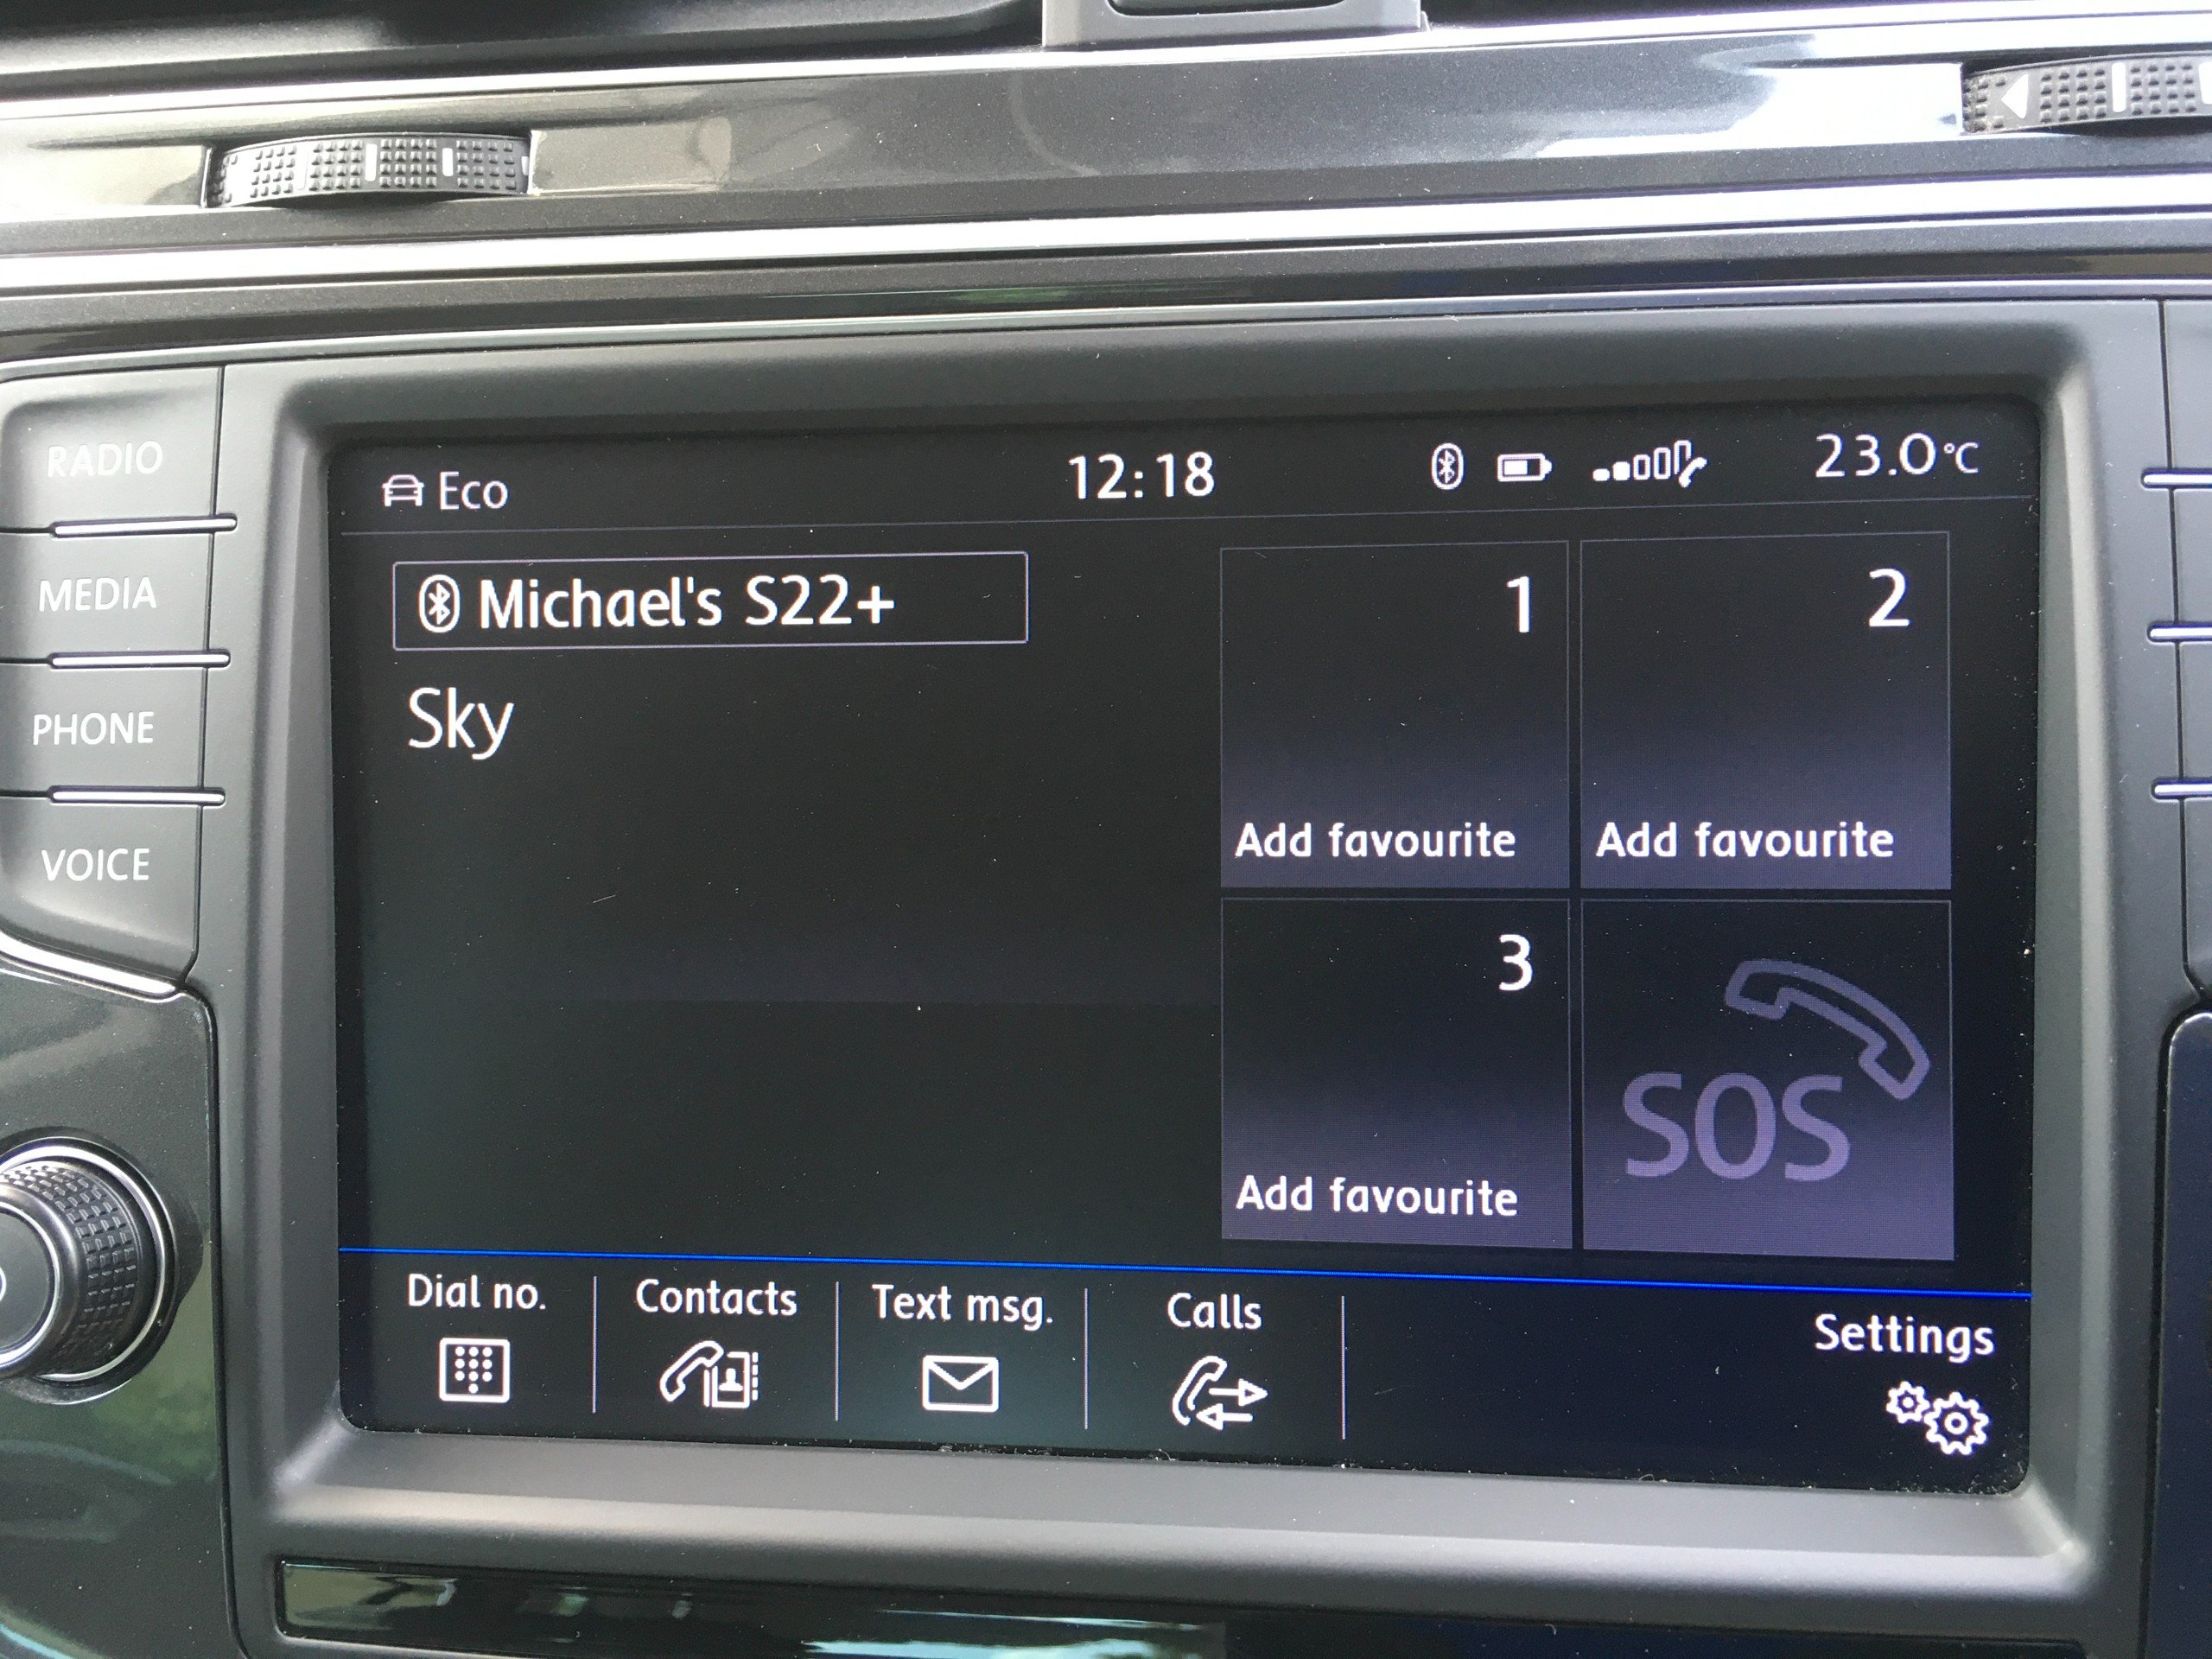 Eco 12:18 23.0°C
RADIO
MEDIA
PHONE
VOICE
Michael's S22+
Sky
1
Add favourite
2
Add favourite
3
Add favourite
SOS
Dial no.
Contacts
Text msg.
Calls
Settings